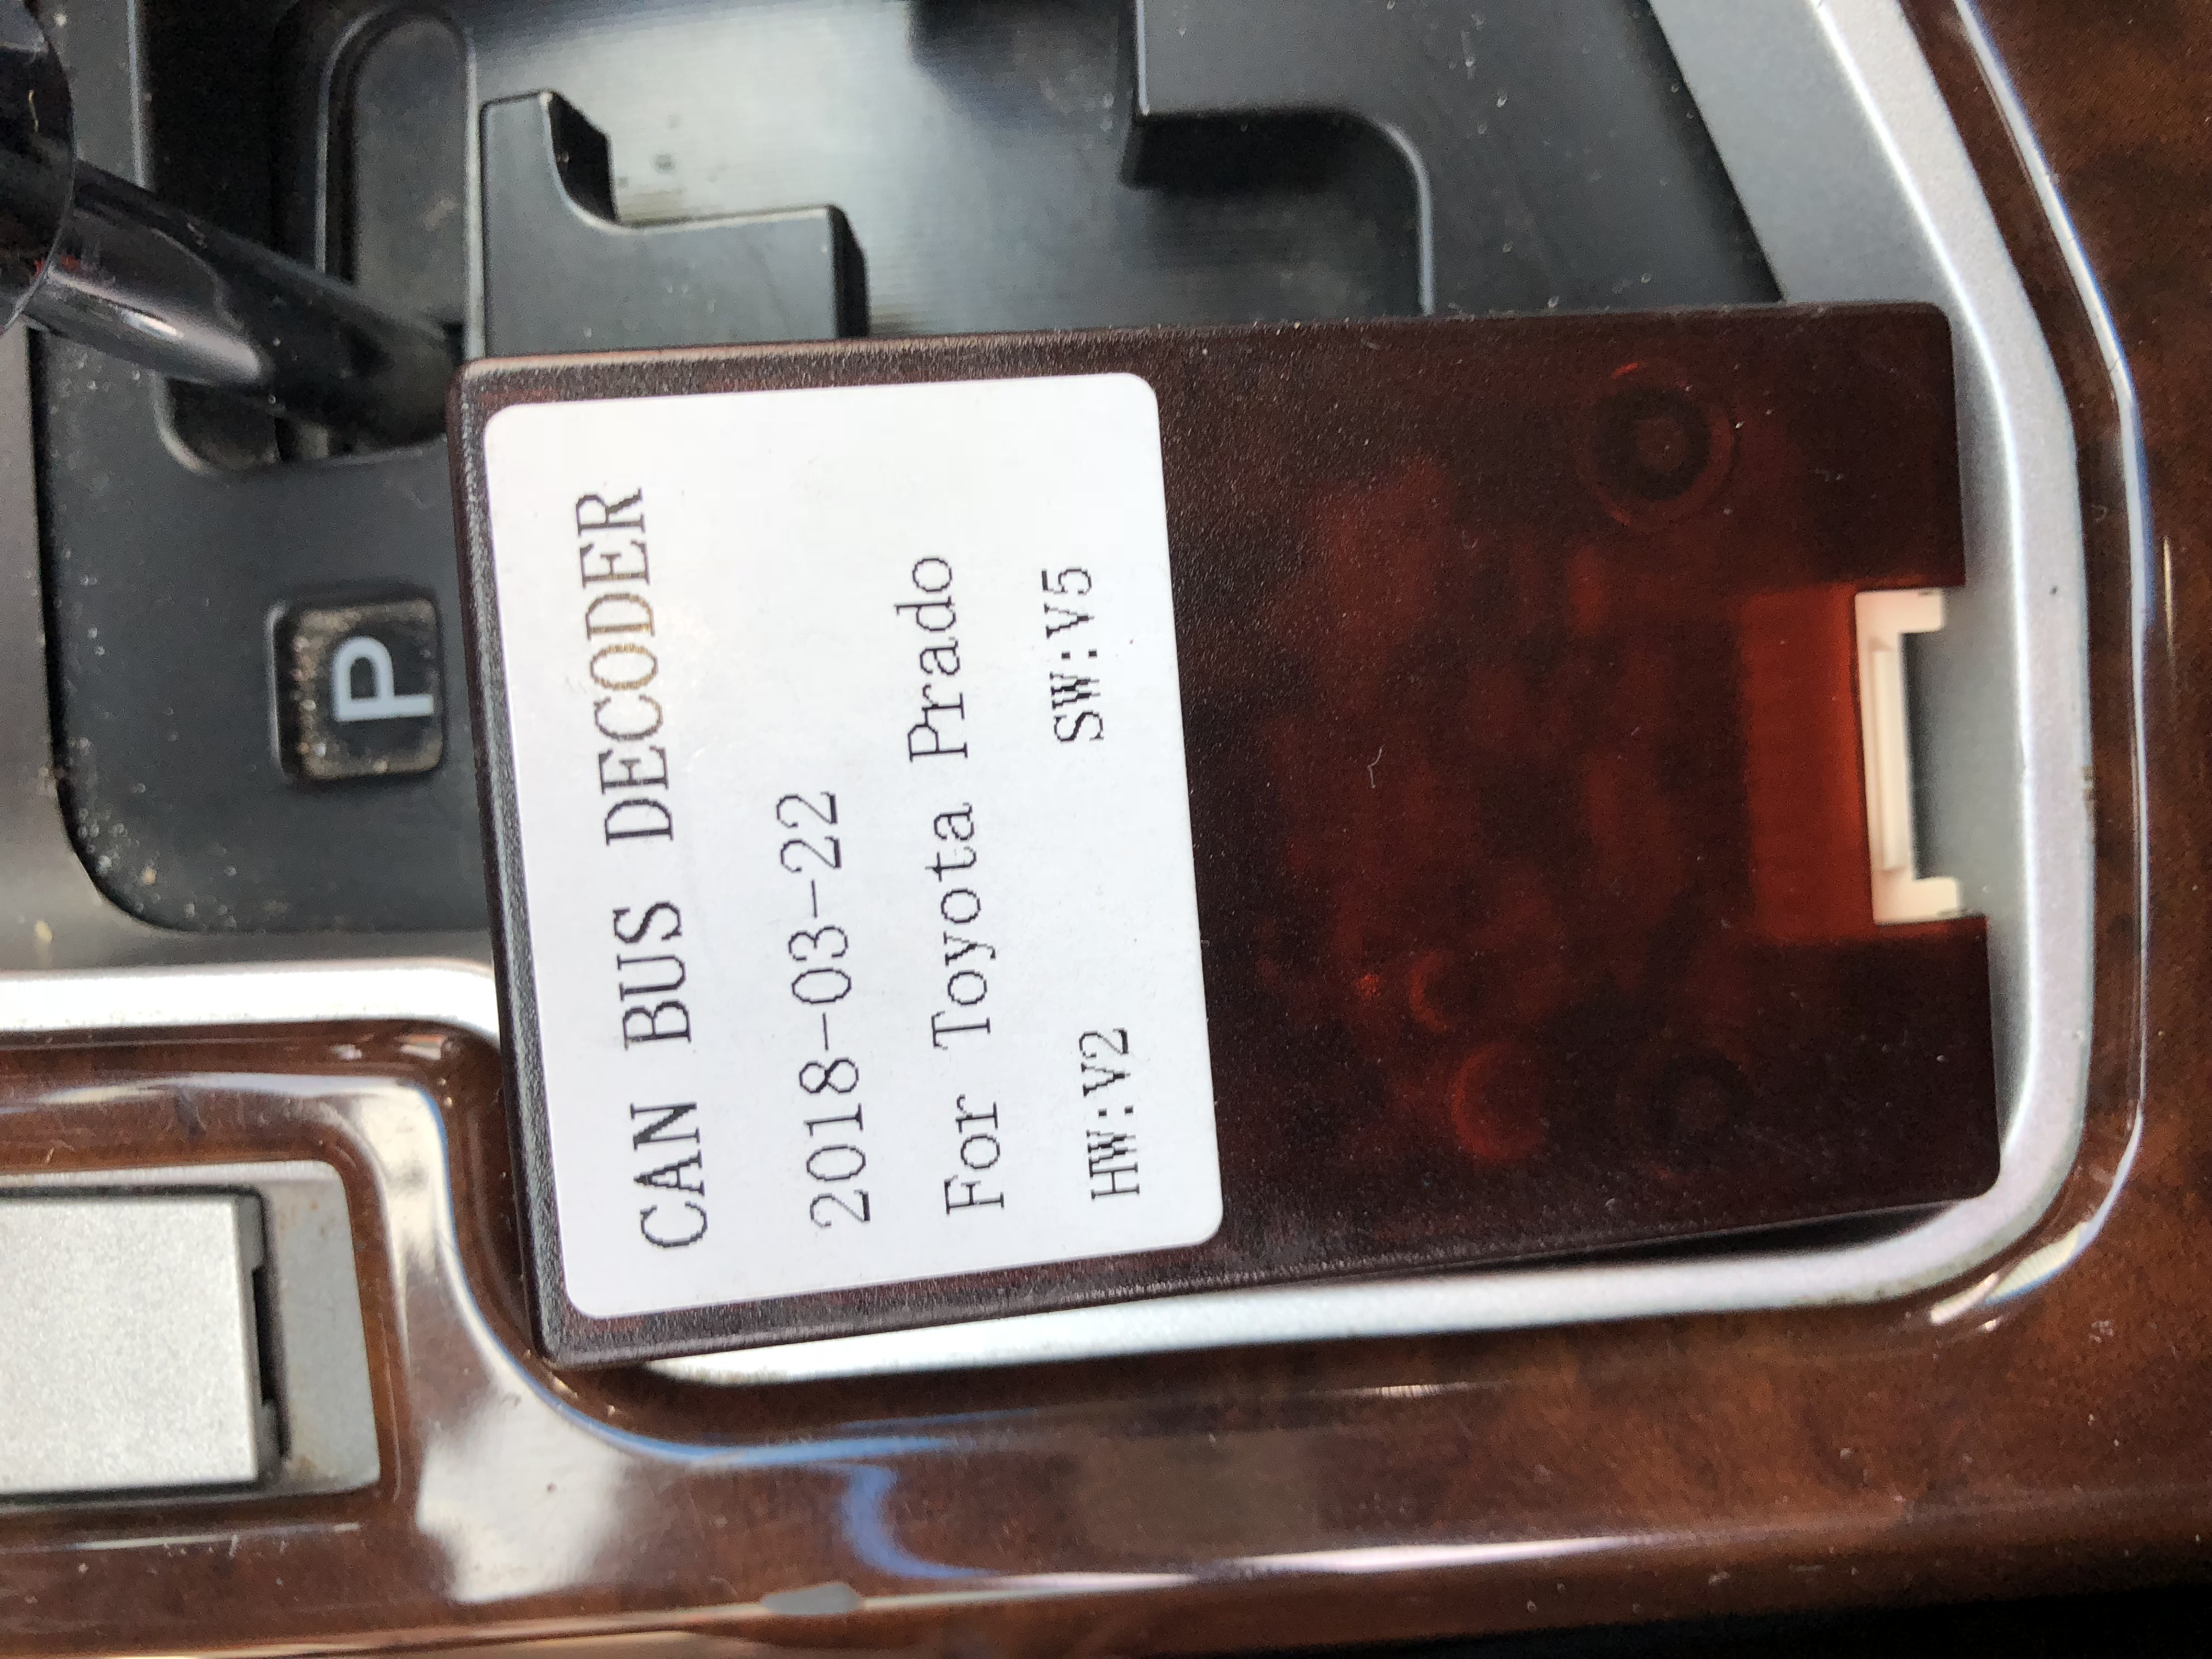 CAN BUS DECODER
2018-03-22
For Toyota Prado
HW:V2 SW:V5
P